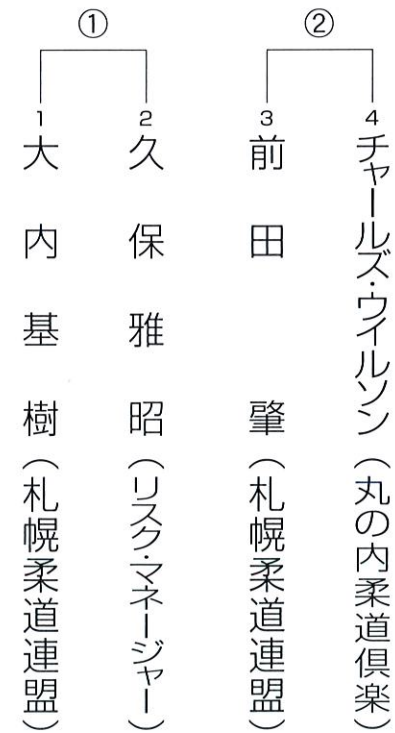 ①
②
1 大内基樹(札幌柔道連盟)
2 久保雅昭(リスク・マネージャー)
3 前田肇(札幌柔道連盟)
4 チャールズ・ウイルソン(丸の内柔道倶楽)